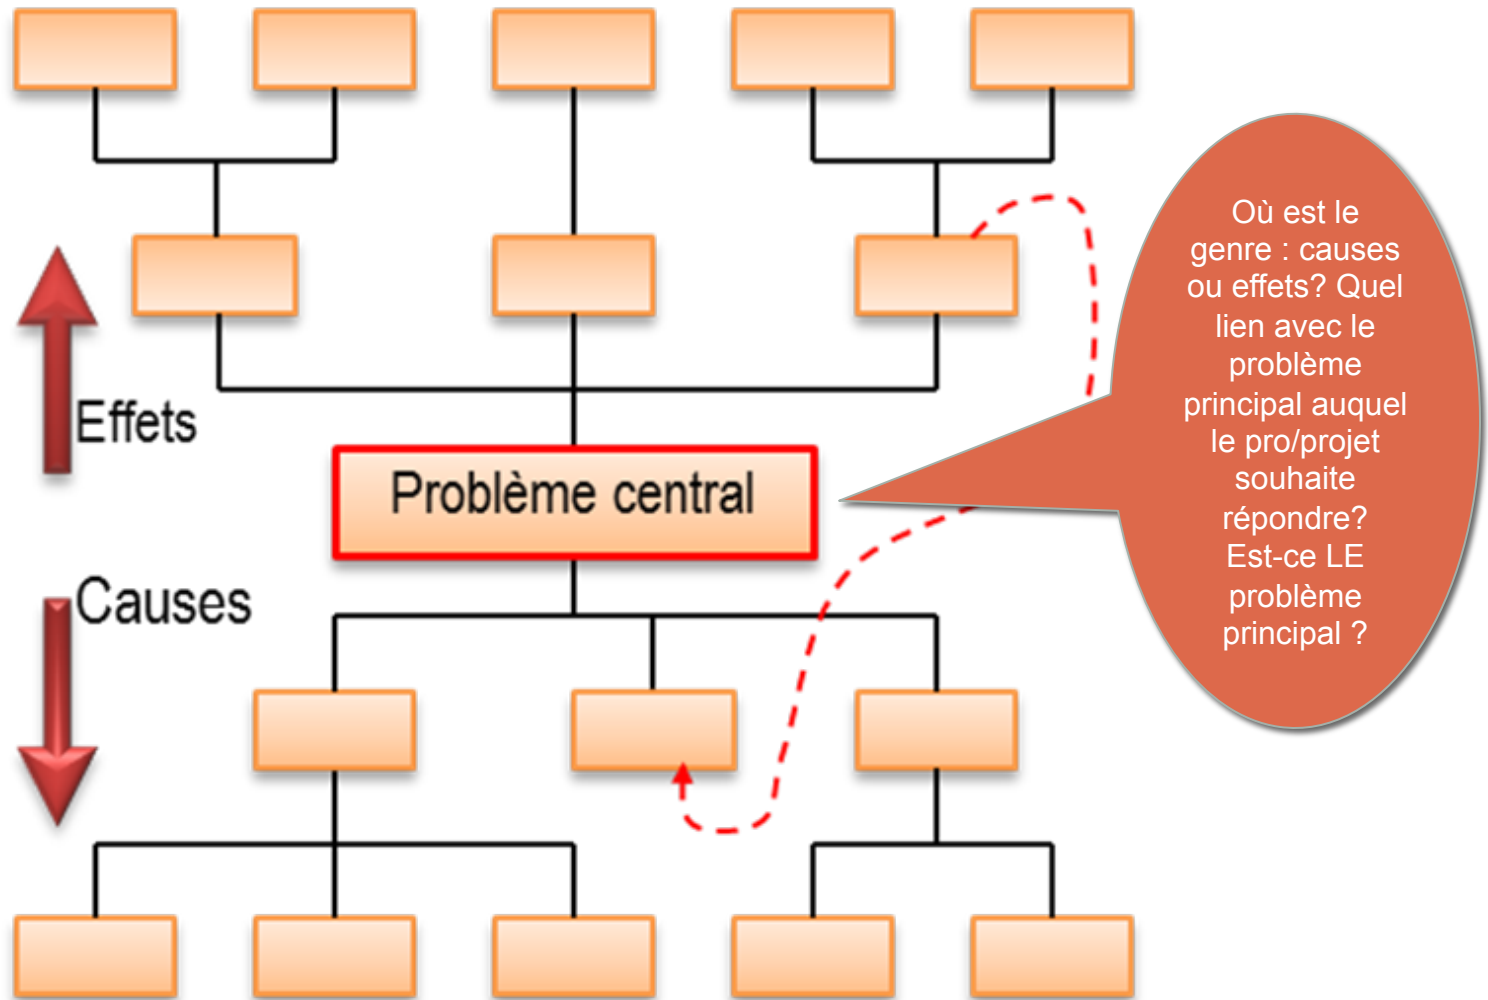 Effets
Problème central
Causes
Où est le
genre : causes
ou effets? Quel
lien avec le
problème
principal auquel
le pro/projet
souhaite
répondre?
Est-ce LE
problème
principal ?